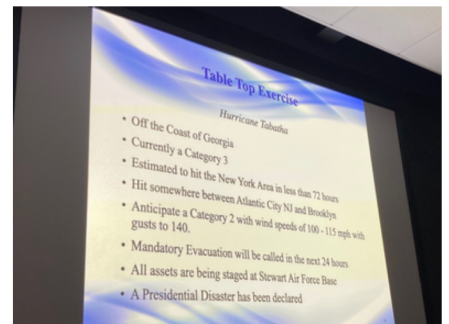 Table Top Exercise
Hurricane Tabatha
• Off the Coast of Georgia
• Currently a Category 3
• Estimated to hit the New York Area in less than 72 hours
• Hit somewhere between Atlantic City NJ and Brooklyn
• Anticipate a Category 2 with wind speeds of 100 - 115 mph with
gusts to 140.
• Mandatory Evacuation will be called in the next 24 hours
• All assets are being staged at Stewart Air Force Base
• A Presidential Disaster has been declared